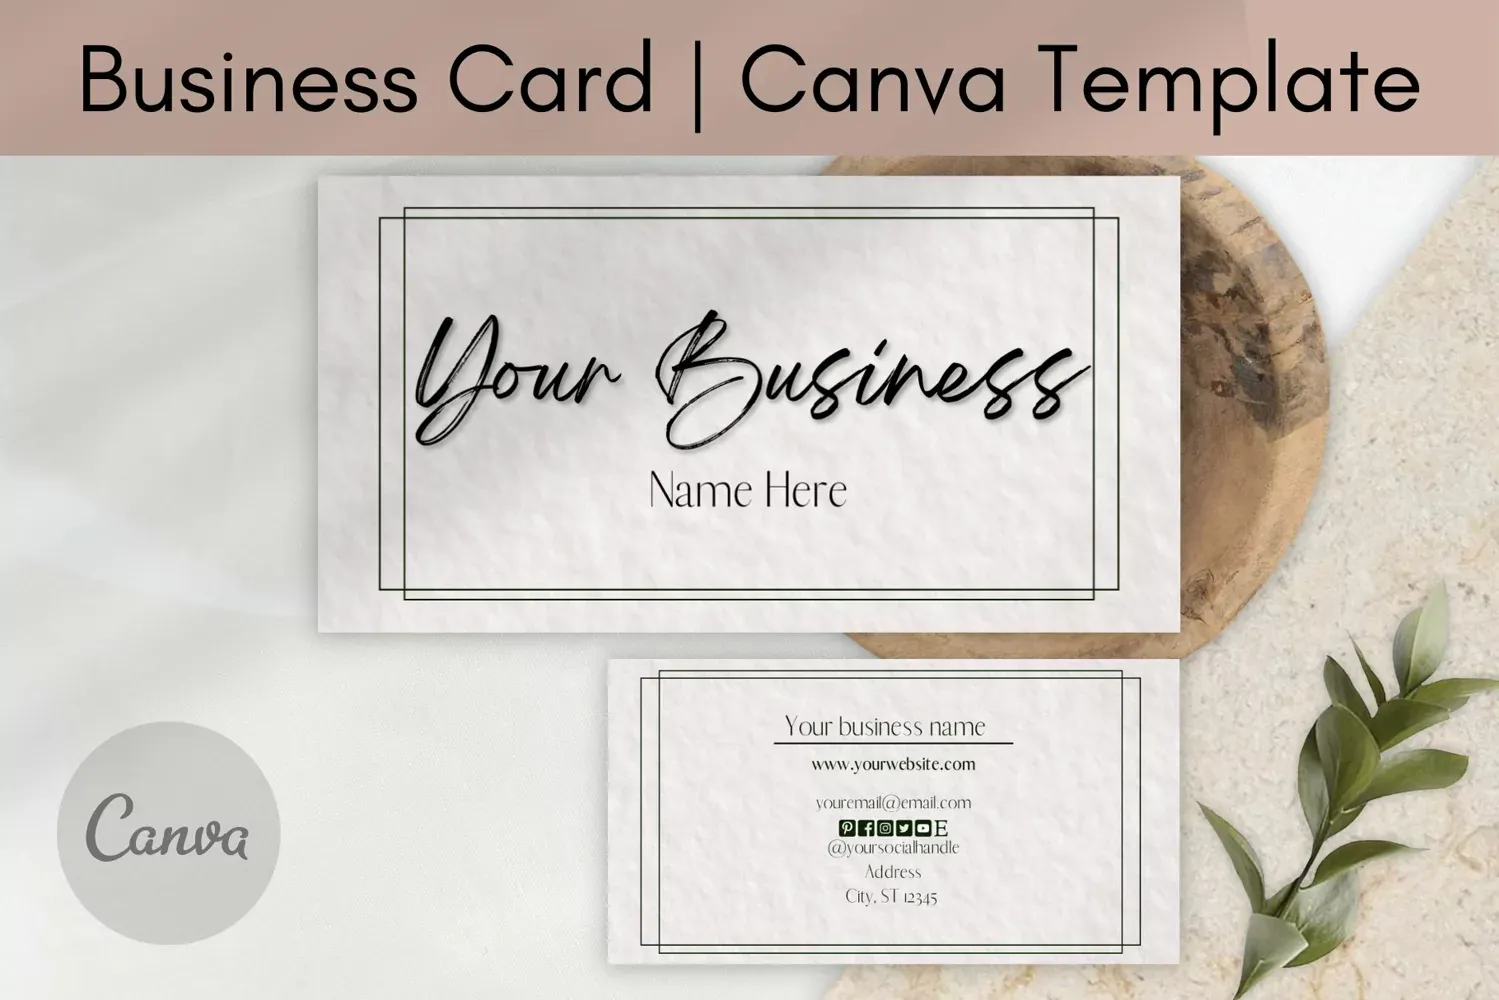 Business Card | Canva Template
Your Business
Name Here
Your business name
www.yourwebsite.com
youremail@email.com
E
@yoursocialhandle
Address
City, ST 12345
Canva